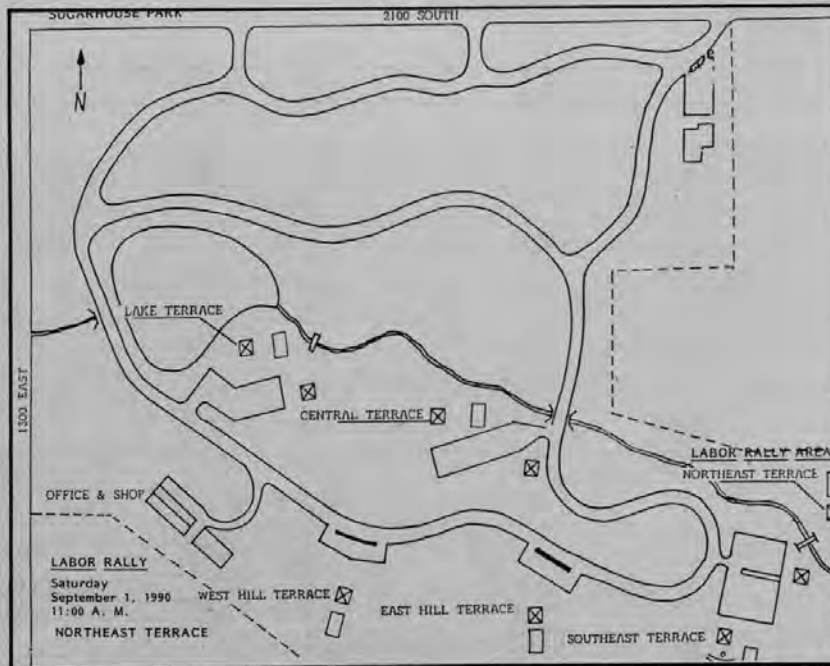 SUGARHOUSE PARK
2100 SOUTH
N
LAKE TERRACE
1300 EAST
CENTRAL TERRACE
LABOR RALLY AREA
NORTHEAST TERRACE
OFFICE & SHOP
LABOR RALLY
Saturday
September 1, 1990
11:00 A. M.
NORTHEAST TERRACE
WEST HILL TERRACE
EAST HILL TERRACE
SOUTHEAST TERRACE